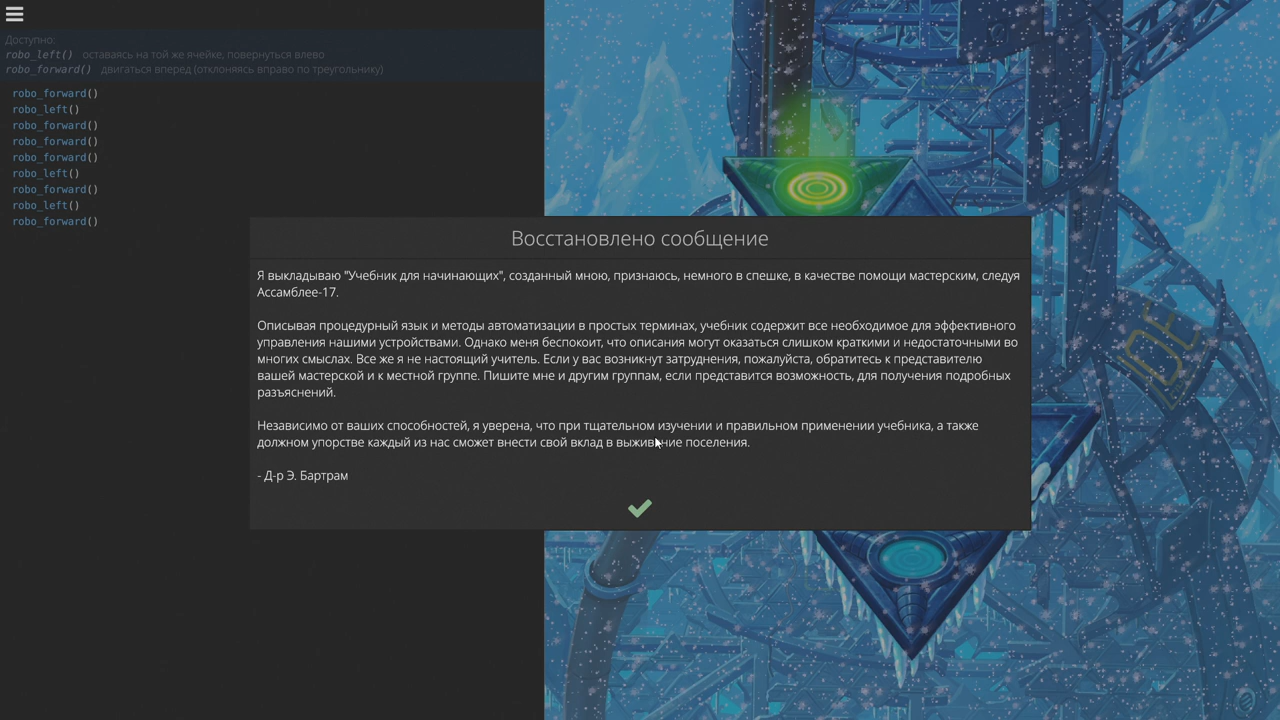 Доступно:
robo_left() оставаясь на той же ячейке, повернуться влево
robo_forward() двигаться вперед (отклоняясь вправо по треугольнику)
robo_forward()
robo_left()
robo_forward()
robo_forward()
robo_forward()
robo_left()
robo_forward()
robo_left()
robo_forward()
Восстановлено сообщение
Я выкладываю "Учебник для начинающих", созданный мною, признаюсь, немного в спешке, в качестве помощи мастерским, следуя
Ассамблее-17.
Описывая процедурный язык и методы автоматизации в простых терминах, учебник содержит все необходимое для эффективного
управления нашими устройствами. Однако меня беспокоит, что описания могут оказаться слишком краткими и недостаточными во
многих смыслах. Все же я не настоящий учитель. Если у вас возникнут затруднения, пожалуйста, обратитесь к представителю
вашей мастерской и к местной группе. Пишите мне и другим группам, если представится возможность, для получения подробных
разъяснений.
Независимо от ваших способностей, я уверена, что при тщательном изучении и правильном применении учебника, а также
должном упорстве каждый из нас сможет внести свой вклад в выживание поселения.
- Д-р Э. Бартрам